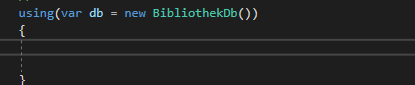 using(var db = new BibliothekDb())
{
}